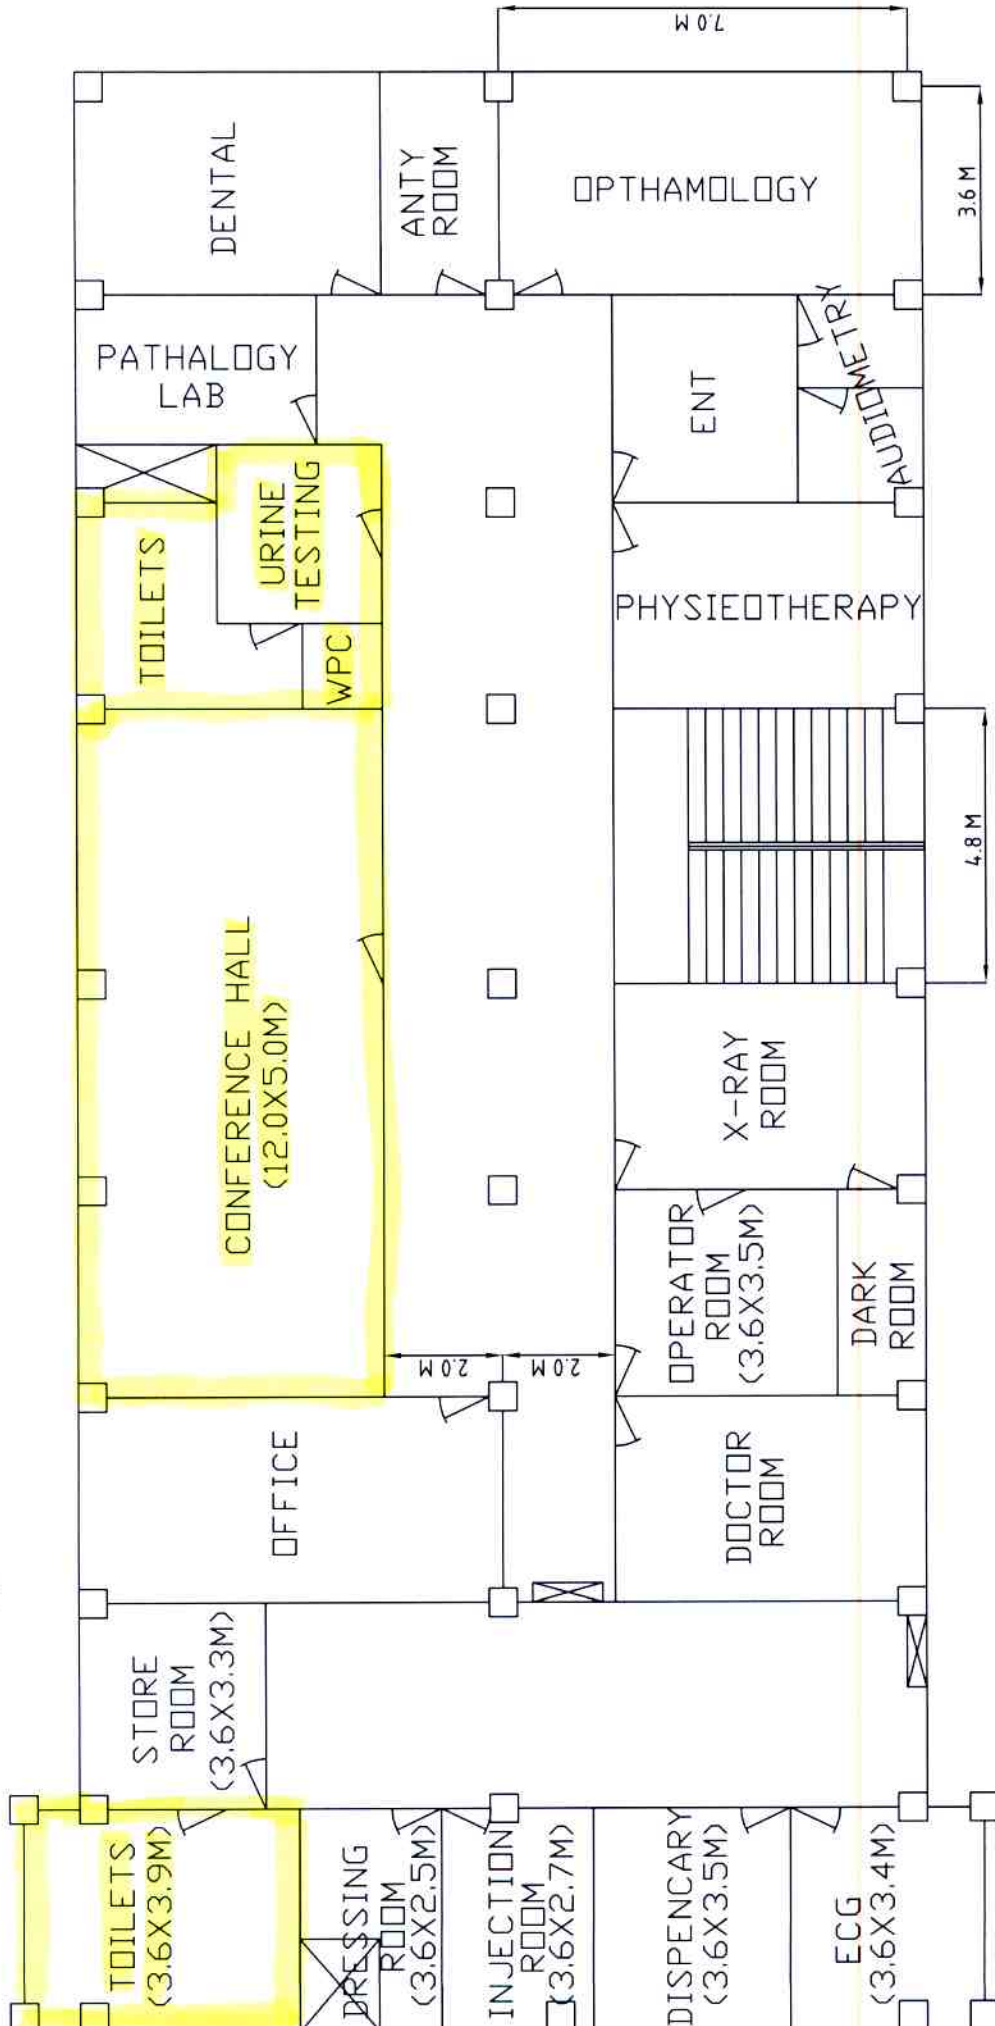 7.0 M
DENTAL
ANTY
ROOM
OPTHAMOLOGY
3.6 M
PATHALOGY
LAB
ENT
AUDIOMETRY
TOILETS
URINE
TESTING
WPC
PHYSIEOTHERAPY
4.8 M
CONFERENCE HALL
(12.0X5.0M)
X-RAY
ROOM
OPERATOR
ROOM
(3.6X3.5M)
DARK
ROOM
2.0 M
2.0 M
OFFICE
DOCTOR
ROOM
STORE
ROOM
(3.6X3.3M)
TOILETS
(3.6X3.9M)
DRESSING
ROOM
(3.6X2.5M)
INJECTION
ROOM
(3.6X2.7M)
DISPENCARY
(3.6X3.5M)
ECG
(3.6X3.4M)